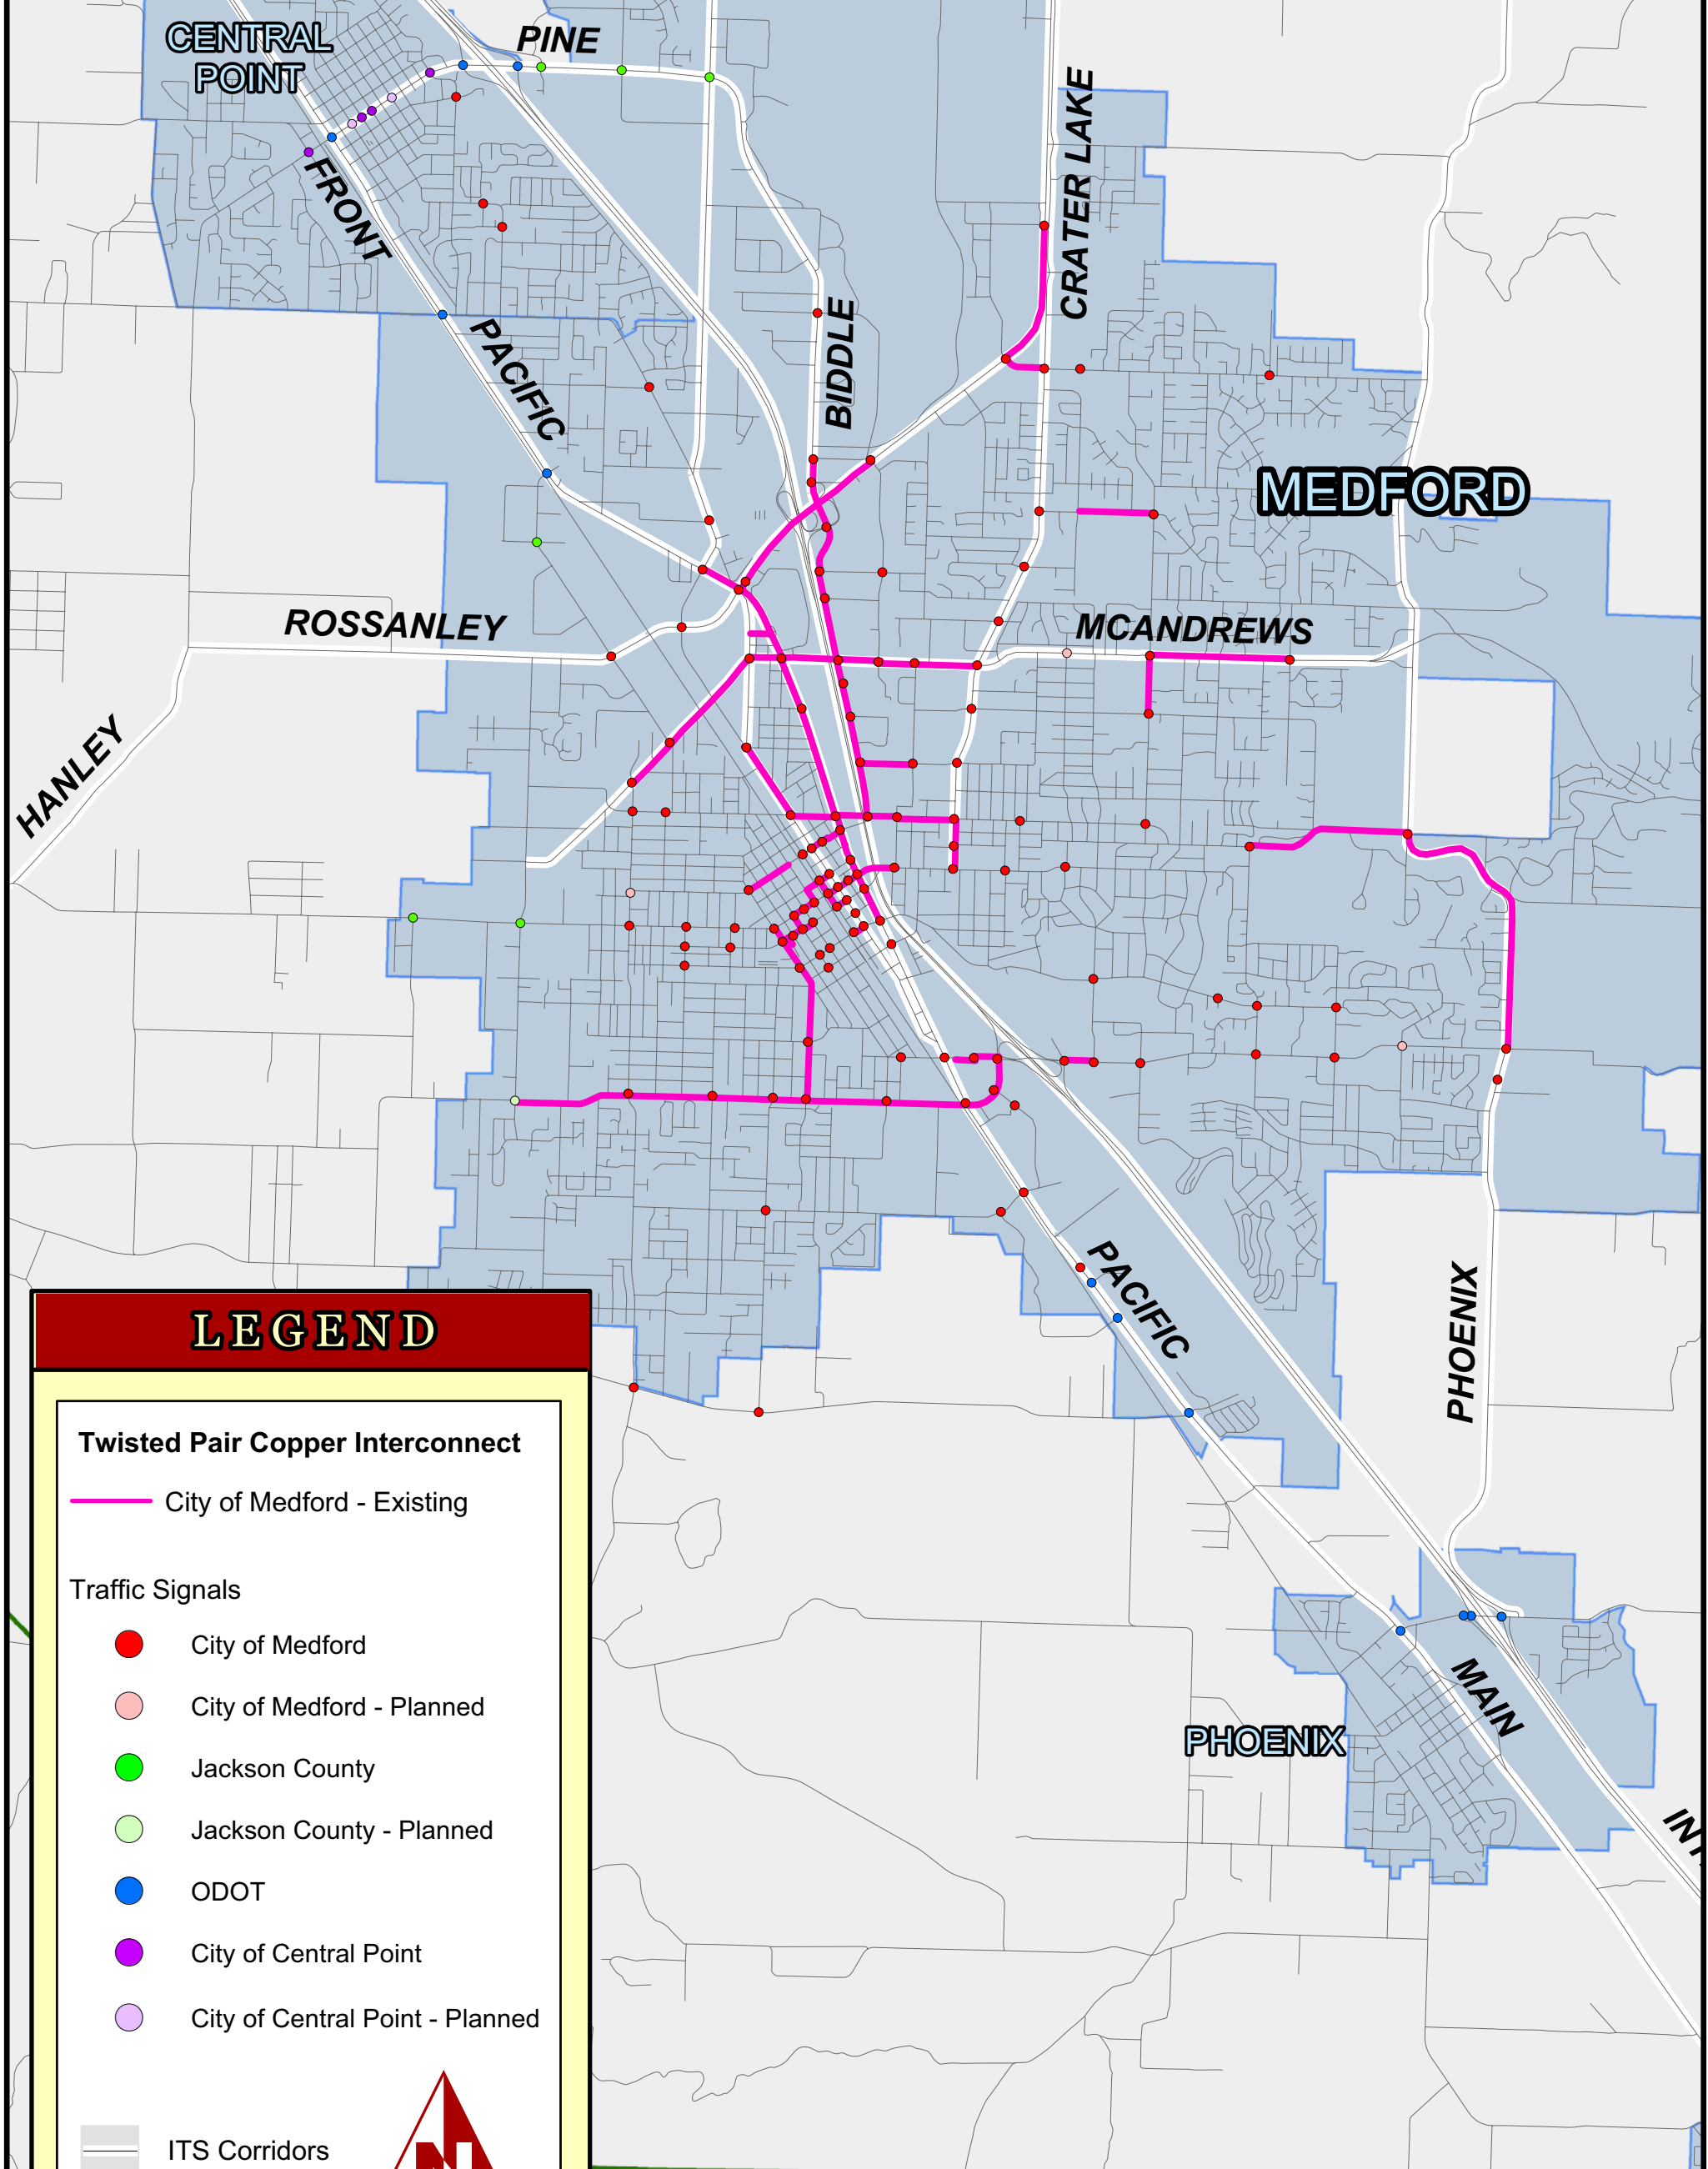 CENTRAL
POINT
PINE
CRATER LAKE
FRONT
BIDDLE
PACIFIC
MEDFORD
ROSSANLEY
MCANDREWS
HANLEY
PACIFIC
PHOENIX
PHOENIX
MAIN
LEGEND
Twisted Pair Copper Interconnect
City of Medford - Existing
Traffic Signals
City of Medford
City of Medford - Planned
Jackson County
Jackson County - Planned
ODOT
City of Central Point
City of Central Point - Planned
ITS Corridors
N